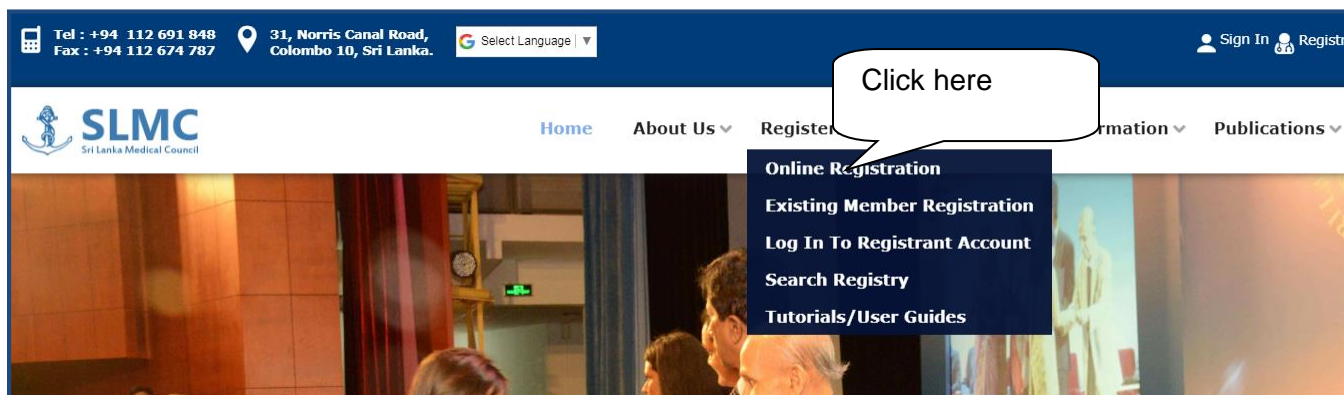 Tel : +94 112 691 848
Fax : +94 112 674 787
31, Norris Canal Road,
Colombo 10, Sri Lanka.
G Select Language ▼
Sign In
Click here
SLMC
Sri Lanka Medical Council
Home
About Us
Publications
Online Registration
Existing Member Registration
Log In To Registrant Account
Search Registry
Tutorials/User Guides